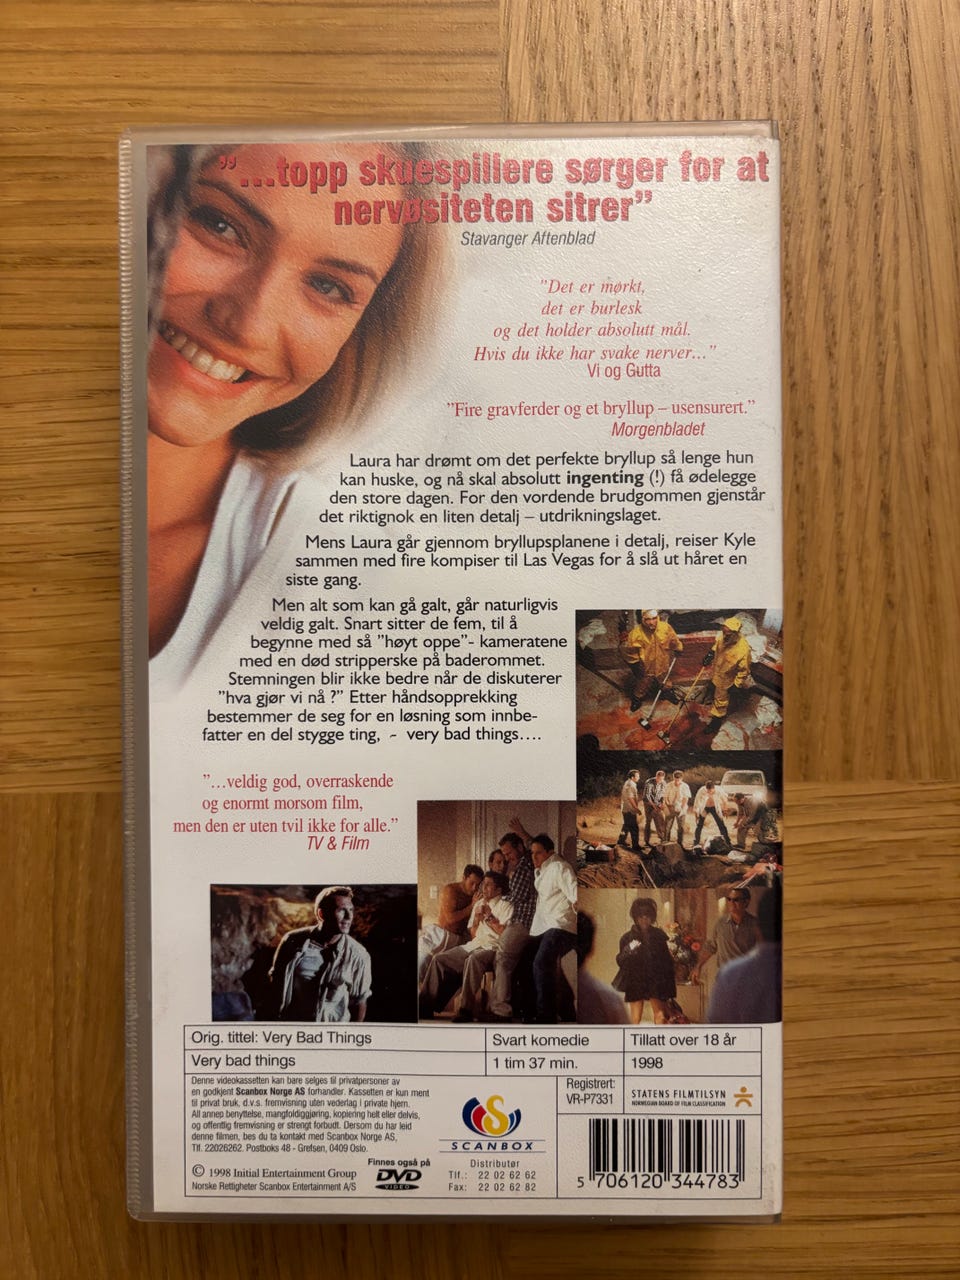 ”...topp skuespillere sørger for at
nervøsiteten sitrer”
Stavanger Aftenblad
”Det er mørkt,
det er burlesk
og det holder absolutt mål.
Hvis du ikke har svake nerver...”
Vi og Gutta
”Fire gravferder og et bryllup – usensurert.”
Morgenbladet
Laura har drømt om det perfekte bryllup så lenge hun
kan huske, og nå skal absolutt ingenting (!) få ødelegge
den store dagen. For den vordende brudgommen gjenstår
det riktignok en liten detalj – utdrikningslaget.
Mens Laura går gjennom bryllupsplanene i detalj, reiser Kyle
sammen med fire kompiser til Las Vegas for å slå ut håret en
siste gang.
Men alt som kan gå galt, går naturligvis
veldig galt. Snart sitter de fem, til å
begynne med så ”høyt oppe”- kameratene
med en død stripperske på baderommet.
Stemningen blir ikke bedre når de diskuterer
”hva gjør vi nå ?” Etter håndsopprekking
bestemmer de seg for en løsning som innbe-
fatter en del stygge ting, ~ very bad things....
”...veldig god, overraskende
og enormt morsom film,
men den er uten tvil ikke for alle.”
TV & Film
Orig. tittel: Very Bad Things
Svart komedie
Tillatt over 18 år
Very bad things
1 tim 37 min.
1998
Denne videokassetten kan bare selges til privatpersoner av
en godkjent Scanbox Norge AS forhandler. Kassetten er kun ment
til privat bruk, d.v.s. fremvisning uten vederlag i private hjem.
All annen benyttelse, mangfoldiggjøring, kopiering helt eller delvis,
og offentlig fremvisning er strengt forbudt. Dersom du har leid
denne filmen, bes du ta kontakt med Scanbox Norge AS,
Tlf. 22026262. Postboks 48 - Grefsen, 0409 Oslo.
© 1998 Initial Entertainment Group
Norske Rettigheter Scanbox Entertainment A/S
Finnes også på
DVD
VIDEO
S
SCANBOX
Distributør
Tlf.: 22 02 62 62
Fax: 22 02 62 82
Registrert:
VR-P7331
STATENS FILMTILSYN
NORWEGIAN BOARD OF FILM CLASSIFICATION
5 706120 344783